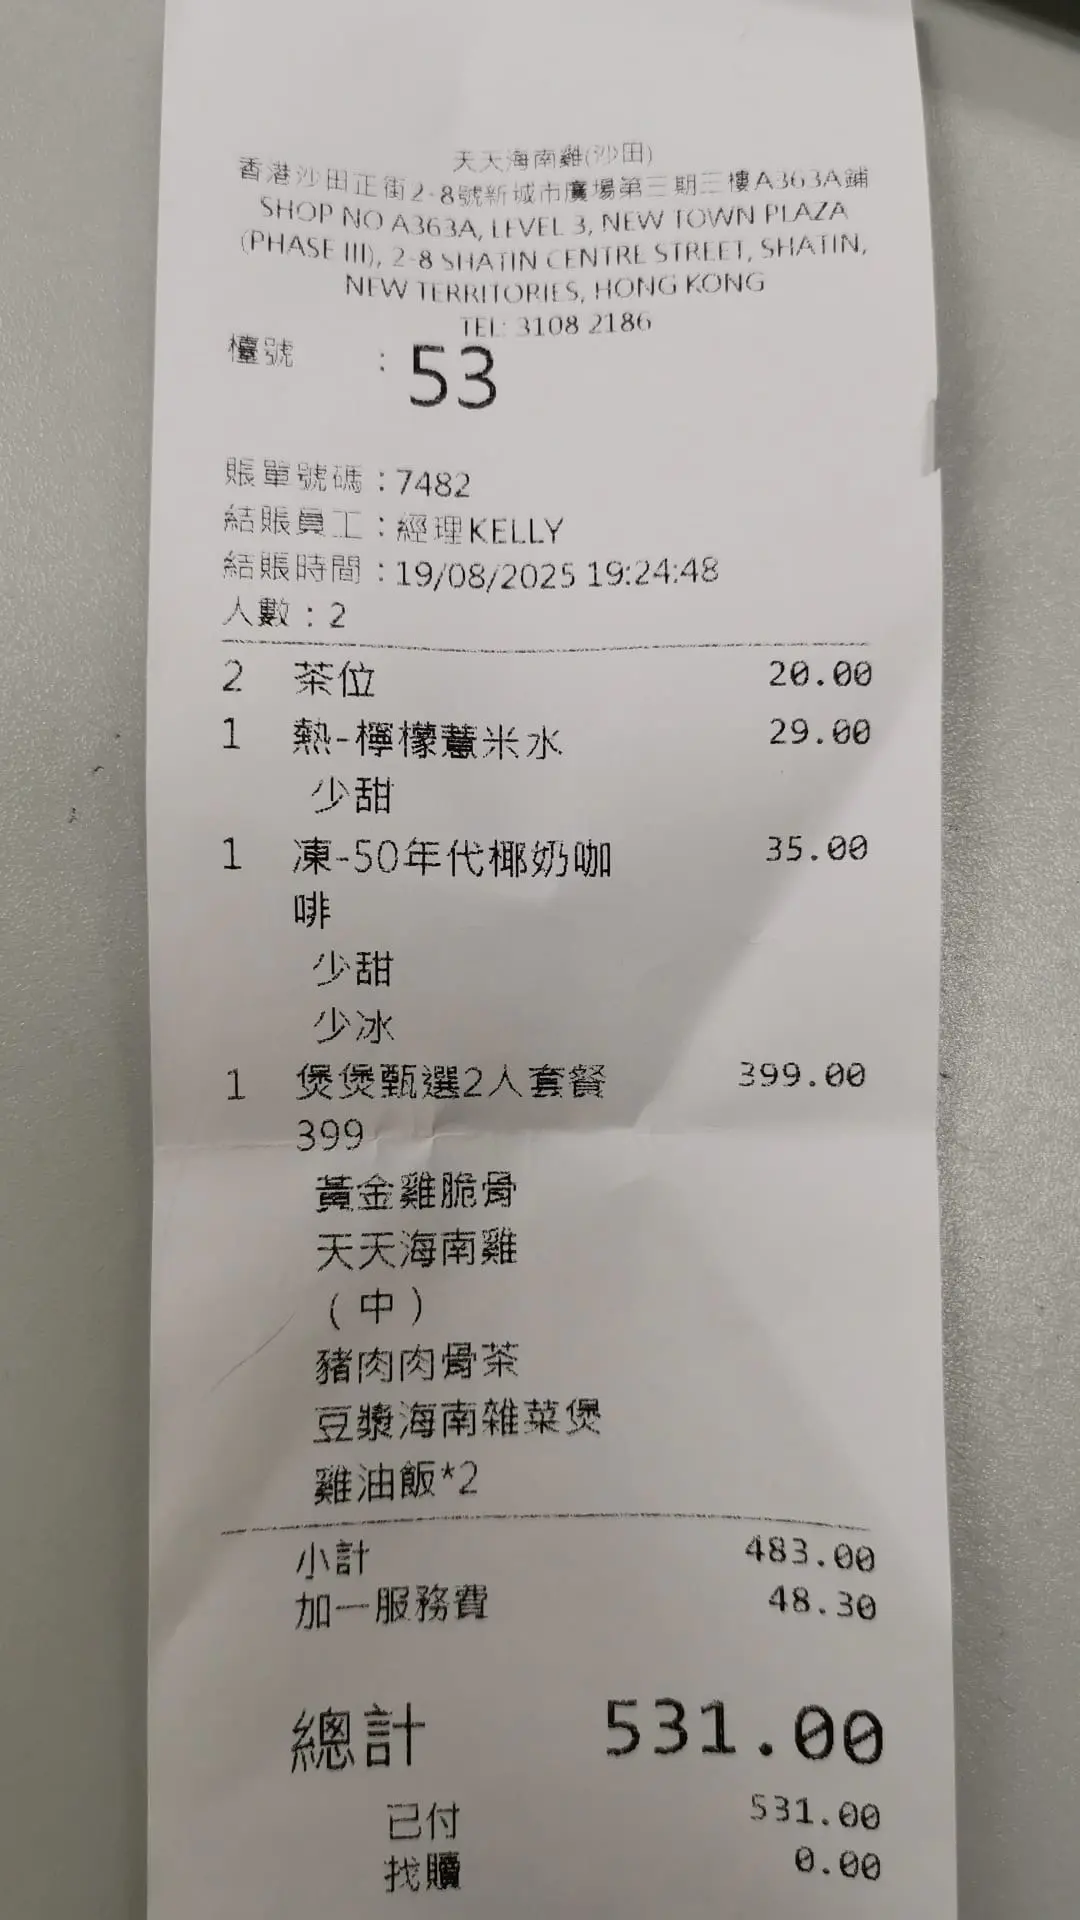 天天海南雞(沙田)
香港沙田正街2-8號新城市廣場第三期三樓A363A鋪
SHOP NO A363A, LEVEL 3, NEW TOWN PLAZA
(PHASE III), 2-8 SHATIN CENTRE STREET, SHATIN,
NEW TERRITORIES, HONG KONG
TEL: 3108 2186
檯號 : 53
賬單號碼 : 7482
結賬員工 : 經理KELLY
結賬時間 : 19/08/2025 19:24:48
人數 : 2
2 茶位 20.00
1 熱-檸檬薏米水 29.00
少甜
1 凍-50年代椰奶咖 35.00
啡
少甜
少冰
1 煲煲甄選2人套餐 399.00
399
黃金雞脆骨
天天海南雞
（中）
豬肉肉骨茶
豆漿海南雜菜煲
雞油飯*2
小計 483.00
加一服務費 48.30
總計 531.00
已付 531.00
找贖 0.00